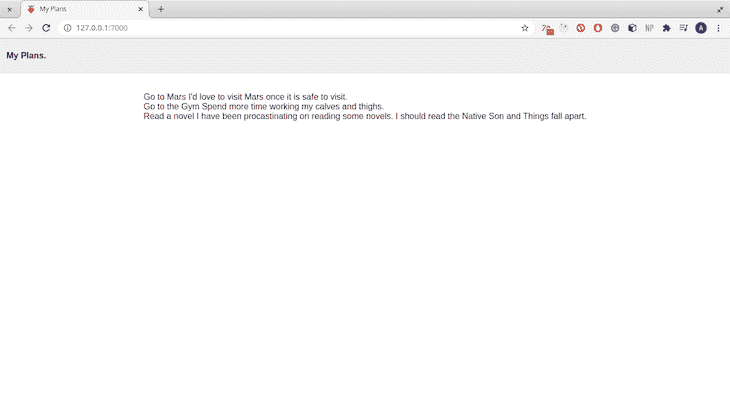 My Plans
127.0.0.1:7000
My Plans.
Go to Mars I'd love to visit Mars once it is safe to visit.
Go to the Gym Spend more time working my calves and thighs.
Read a novel I have been procastinating on reading some novels. I should read the Native Son and Things fall apart.